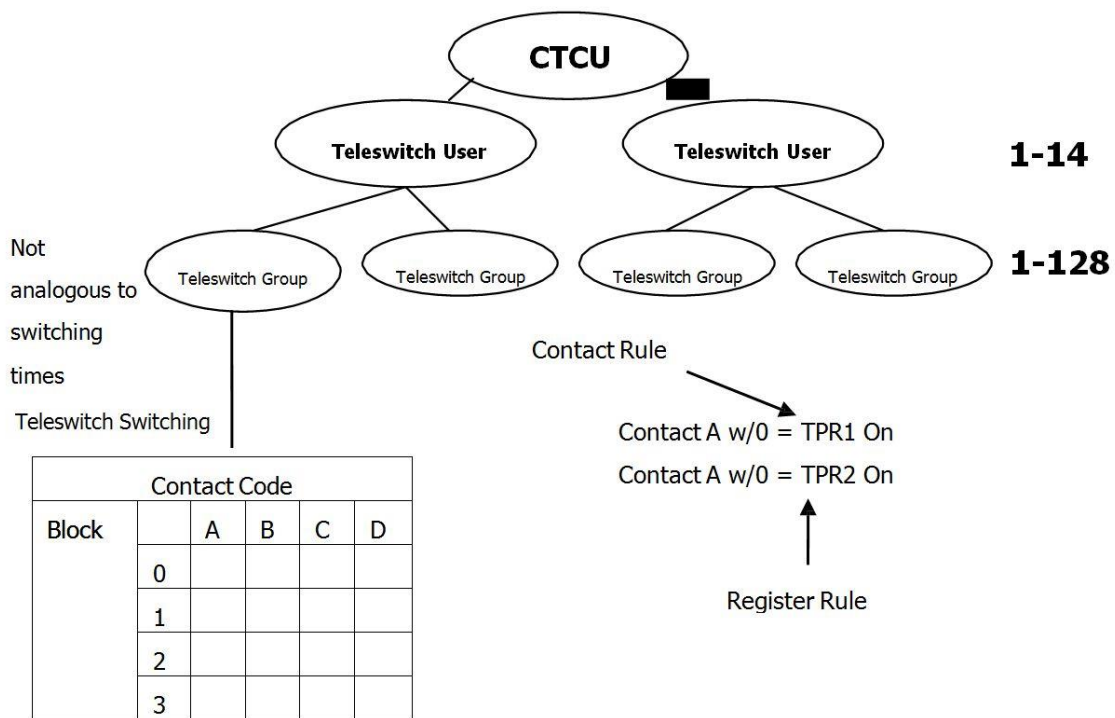 CTCU
Teleswitch User
Teleswitch User
1-14
Teleswitch Group
Teleswitch Group
Teleswitch Group
Teleswitch Group
1-128
Not
analogous to
switching
times
Teleswitch Switching
Contact Rule
Contact A w/0 = TPR1 On
Contact A w/0 = TPR2 On
Register Rule
Contact Code
Block A B C D
0
1
2
3